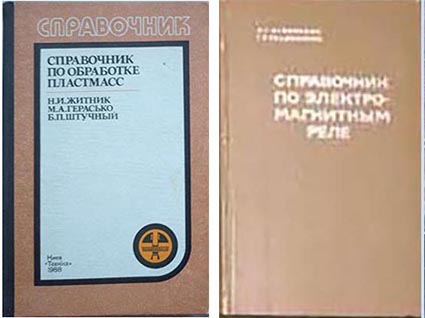 СПРАВОЧНИК
СПРАВОЧНИК
ПО ОБРАБОТКЕ
ПЛАСТМАСС
Н.И.ЖИТНИК
М.А.ГЕРАСЬКО
Б.П.ШТУЧНЫЙ
Киев
«Техніка»
1988
СПРАВОЧНИК
ПО ЭЛЕКТРО-
МАГНИТНЫМ
РЕЛЕ